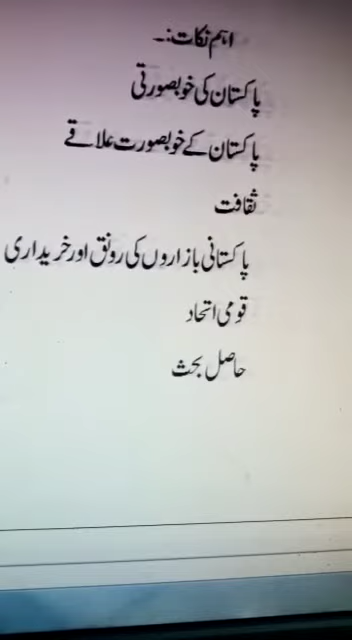 اہم نکات:۔
پاکستان کی خوبصورتی
پاکستان کے خوبصورت علاقے
ثقافت
پاکستانی بازاروں کی رونق اور خریداری
قومی اتحاد
حاصل بحث